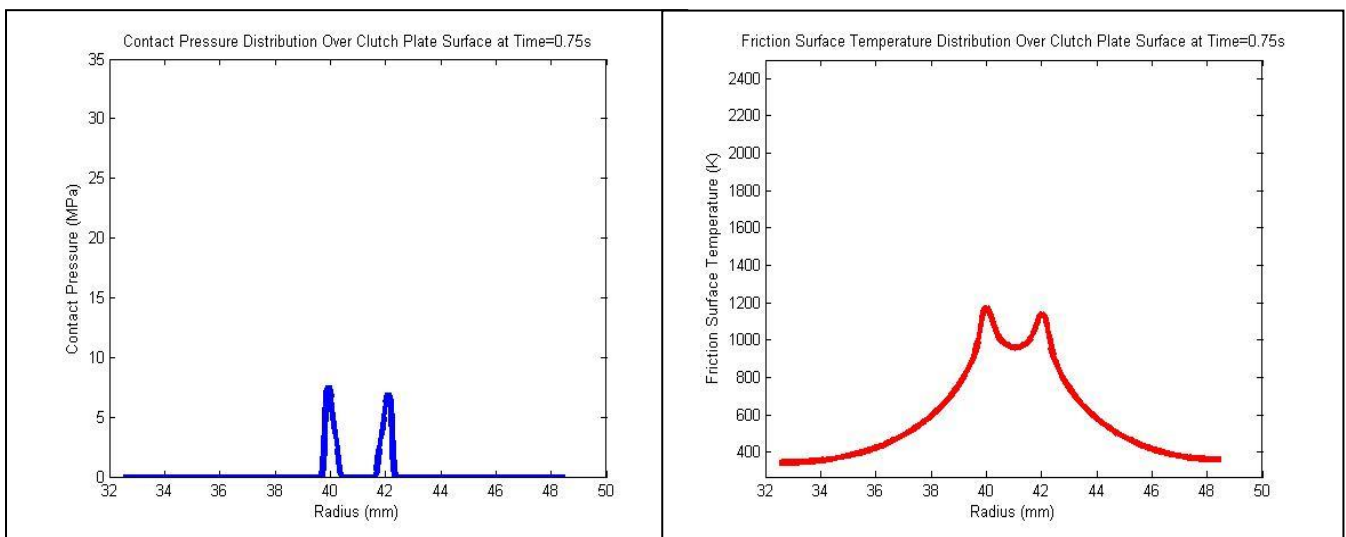 Contact Pressure Distribution Over Clutch Plate Surface at Time=0.75s
35
30
25
20
15
10
5
0
Contact Pressure (MPa)
32 34 36 38 40 42 44 46 48 50
Radius (mm)
Friction Surface Temperature Distribution Over Clutch Plate Surface at Time=0.75s
2400
2200
2000
1800
1600
1400
1200
1000
800
600
400
Friction Surface Temperature (K)
32 34 36 38 40 42 44 46 48 50
Radius (mm)